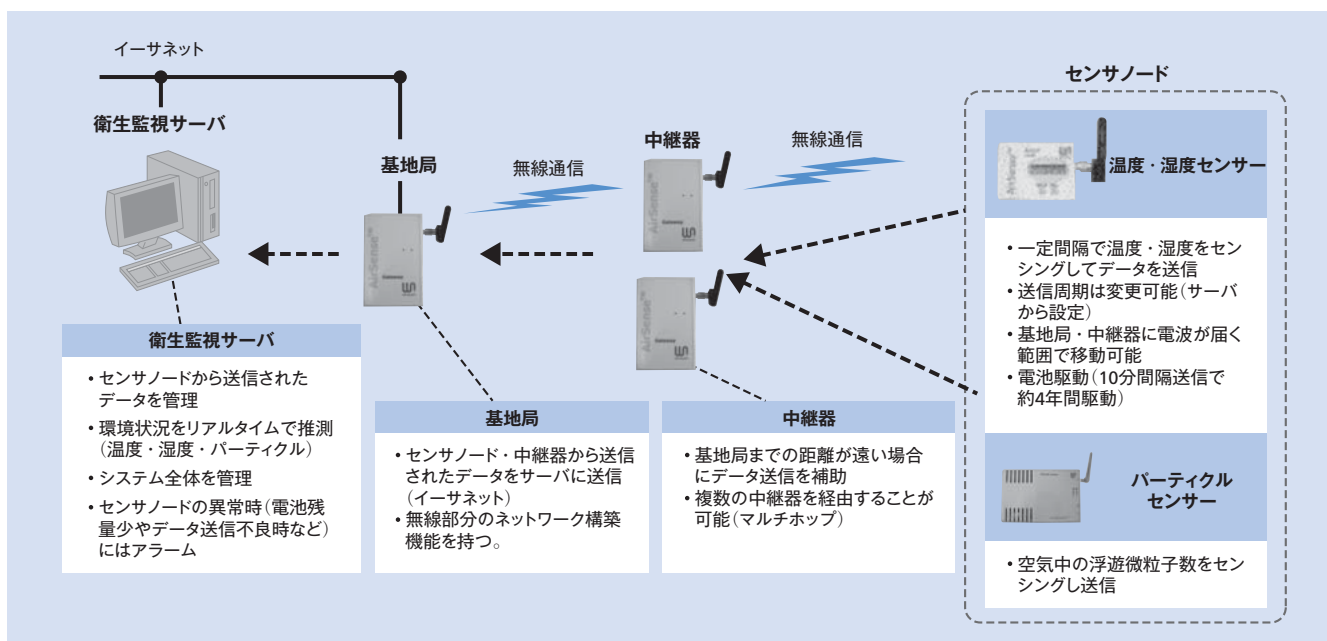 イーサネット
衛生監視サーバ
基地局
無線通信
中継器
無線通信
センサノード
AirSense™
AirSense™
温度・湿度センサー
・一定間隔で温度・湿度をセン
シングしてデータを送信
・送信周期は変更可能(サーバ
から設定)
・基地局・中継器に電波が届く
範囲で移動可能
・電池駆動(10分間隔送信で
約4年間駆動)
パーティクル
センサー
・空気中の浮遊微粒子数をセン
シングし送信
衛生監視サーバ
・センサノードから送信された
データを管理
・環境状況をリアルタイムで推測
(温度・湿度・パーティクル)
・システム全体を管理
・センサノードの異常時(電池残
量少やデータ送信不良時など)
にはアラーム
基地局
・センサノード・中継器から送信
されたデータをサーバに送信
(イーサネット)
・無線部分のネットワーク構築
機能を持つ。
中継器
・基地局までの距離が遠い場合
にデータ送信を補助
・複数の中継器を経由することが
可能(マルチホップ)